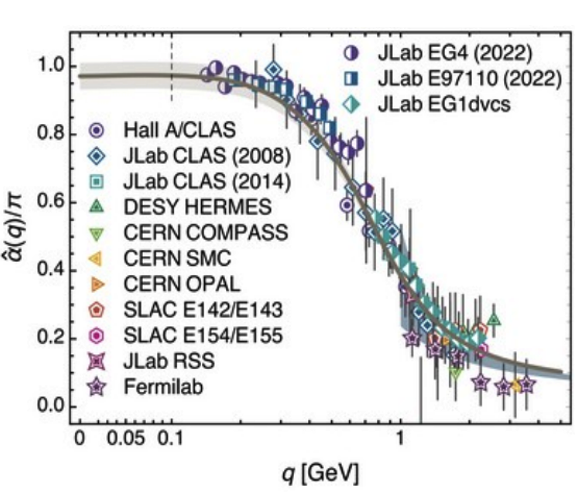 JLab EG4 (2022)
JLab E97110 (2022)
JLab EG1dvcs
Hall A/CLAS
JLab CLAS (2008)
JLab CLAS (2014)
DESY HERMES
CERN COMPASS
CERN SMC
CERN OPAL
SLAC E142/E143
SLAC E154/E155
JLab RSS
Fermilab
α̂(q)/π
1.0
0.8
0.6
0.4
0.2
0.0
0 0.05 0.1 1
q [GeV]